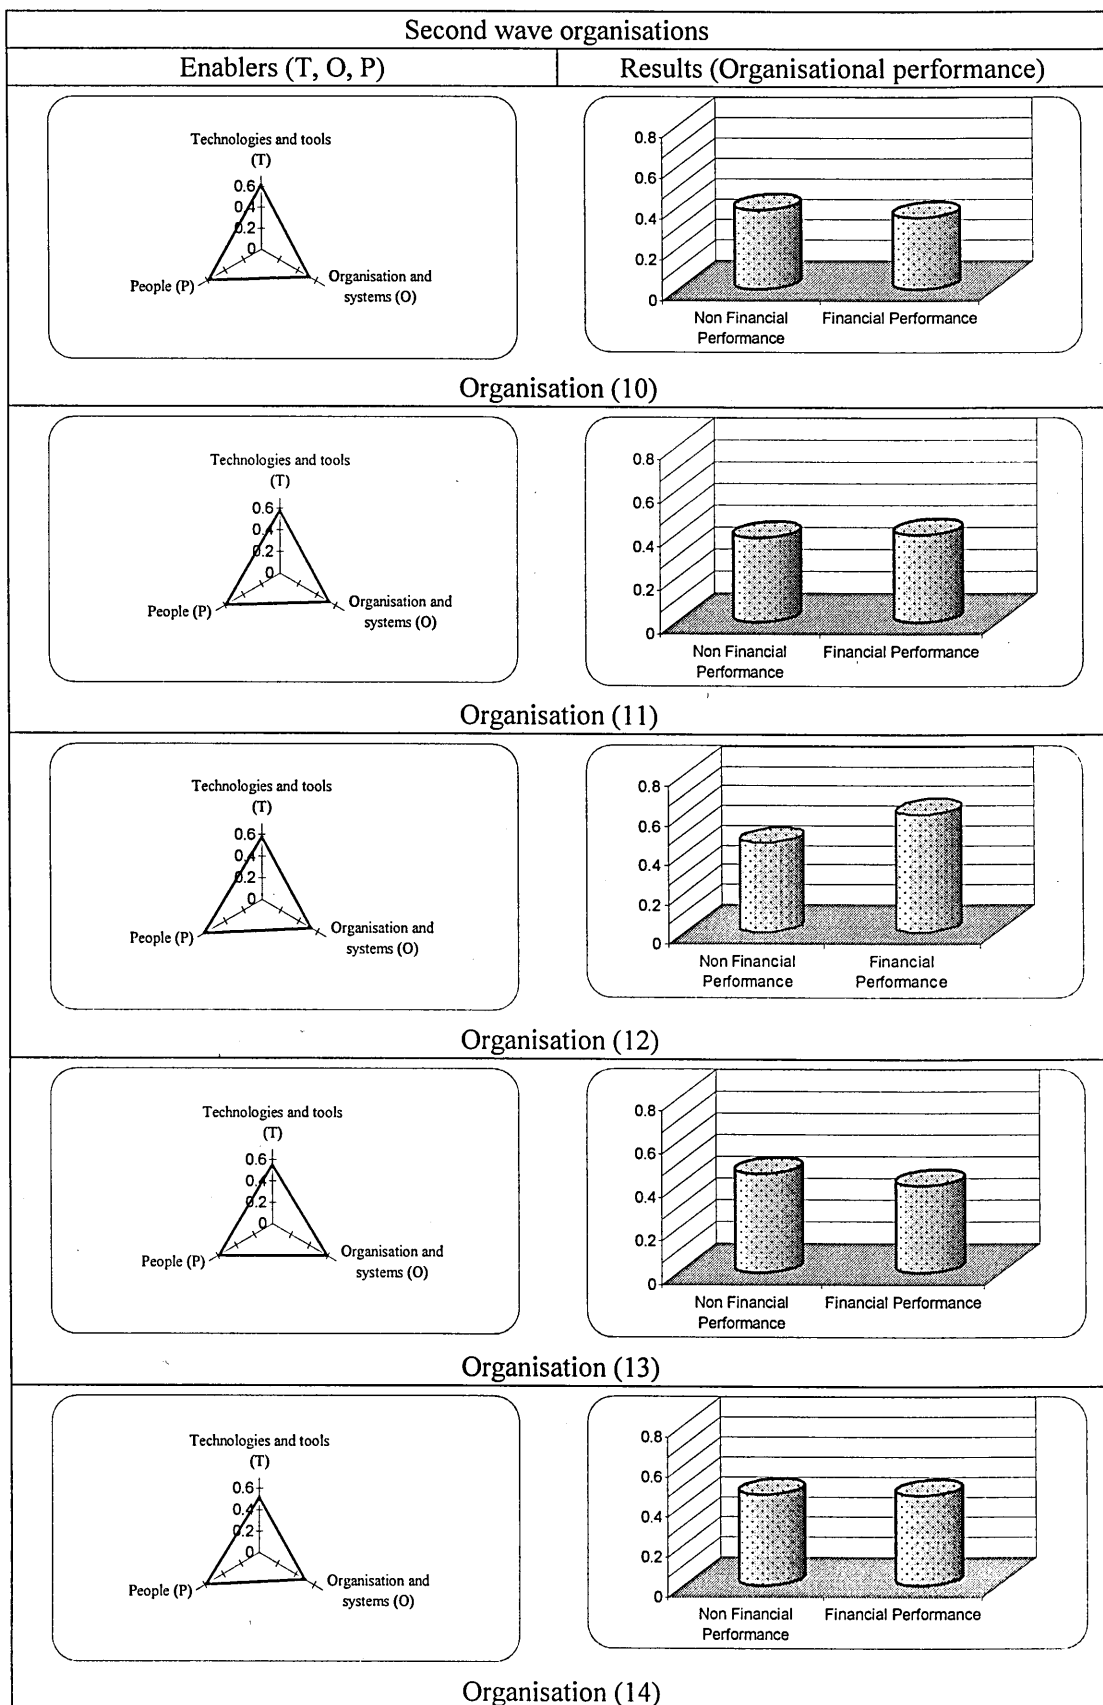 Second wave organisations
Enablers (T, O, P)
Results (Organisational performance)
Technologies and tools
(T)
0.6
0.4
0.2
0
People (P)
Organisation and
systems (O)
0.8
0.6
0.4
0.2
0
Non Financial
Performance
Financial Performance
Organisation (10)
Technologies and tools
(T)
0.6
0.4
0.2
0
People (P)
Organisation and
systems (O)
0.8
0.6
0.4
0.2
0
Non Financial
Performance
Financial Performance
Organisation (11)
Technologies and tools
(T)
0.6
0.4
0.2
0
People (P)
Organisation and
systems (O)
0.8
0.6
0.4
0.2
0
Non Financial
Performance
Financial
Performance
Organisation (12)
Technologies and tools
(T)
0.6
0.4
0.2
0
People (P)
Organisation and
systems (O)
0.8
0.6
0.4
0.2
0
Non Financial
Performance
Financial Performance
Organisation (13)
Technologies and tools
(T)
0.6
0.4
0.2
0
People (P)
Organisation and
systems (O)
0.8
0.6
0.4
0.2
0
Non Financial
Performance
Financial Performance
Organisation (14)